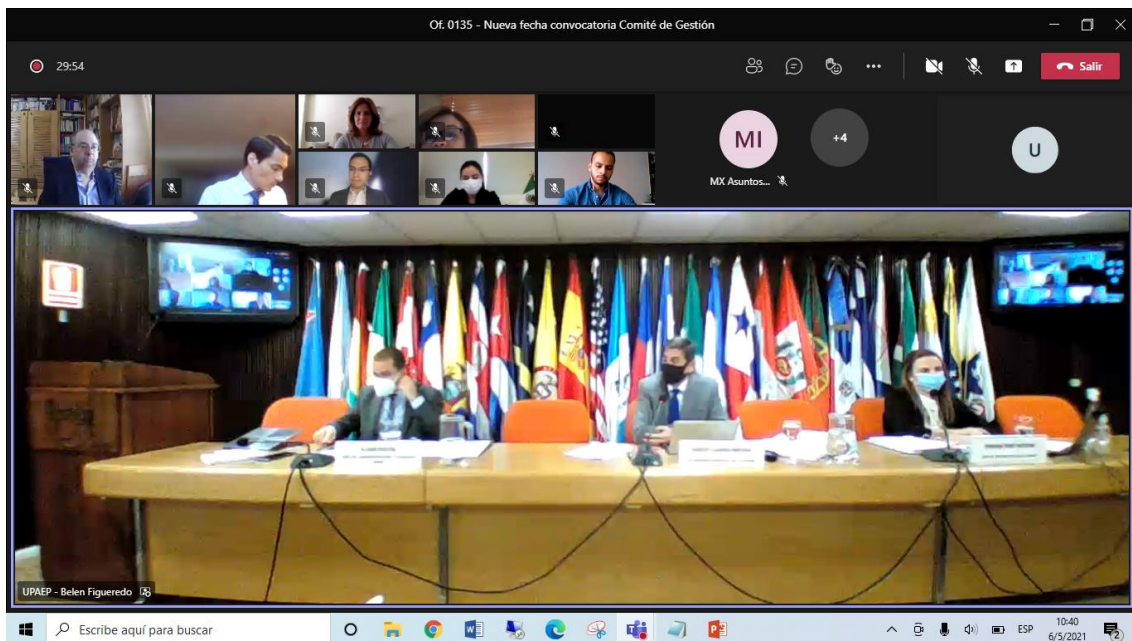 Of. 0135 - Nueva fecha convocatoria Comité de Gestión
29:54
Salir
MI
+4
U
MX Asuntos...
UPAEP - Belen Figueredo
Escribe aquí para buscar
ESP
10:40
6/5/2021
2